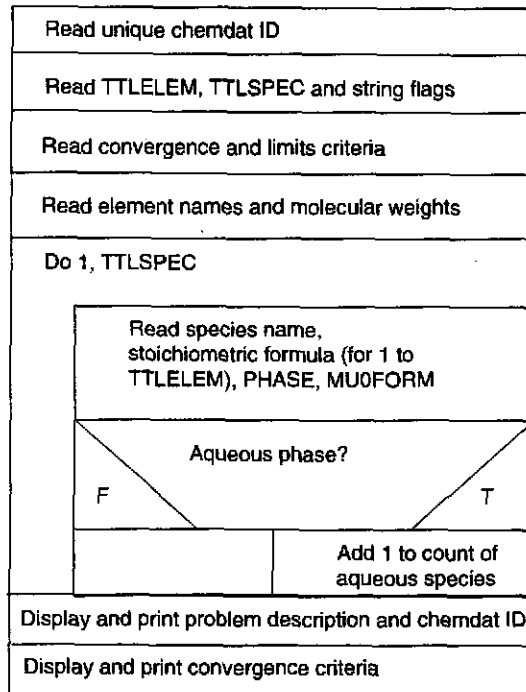 Read unique chemdat ID
Read TTLELEM, TTLSPEC and string flags
Read convergence and limits criteria
Read element names and molecular weights
Do 1, TTLSPEC
Read species name,
stoichiometric formula (for 1 to
TTLELEM), PHASE, MU0FORM
Aqueous phase?
F
T
Add 1 to count of
aqueous species
Display and print problem description and chemdat ID
Display and print convergence criteria